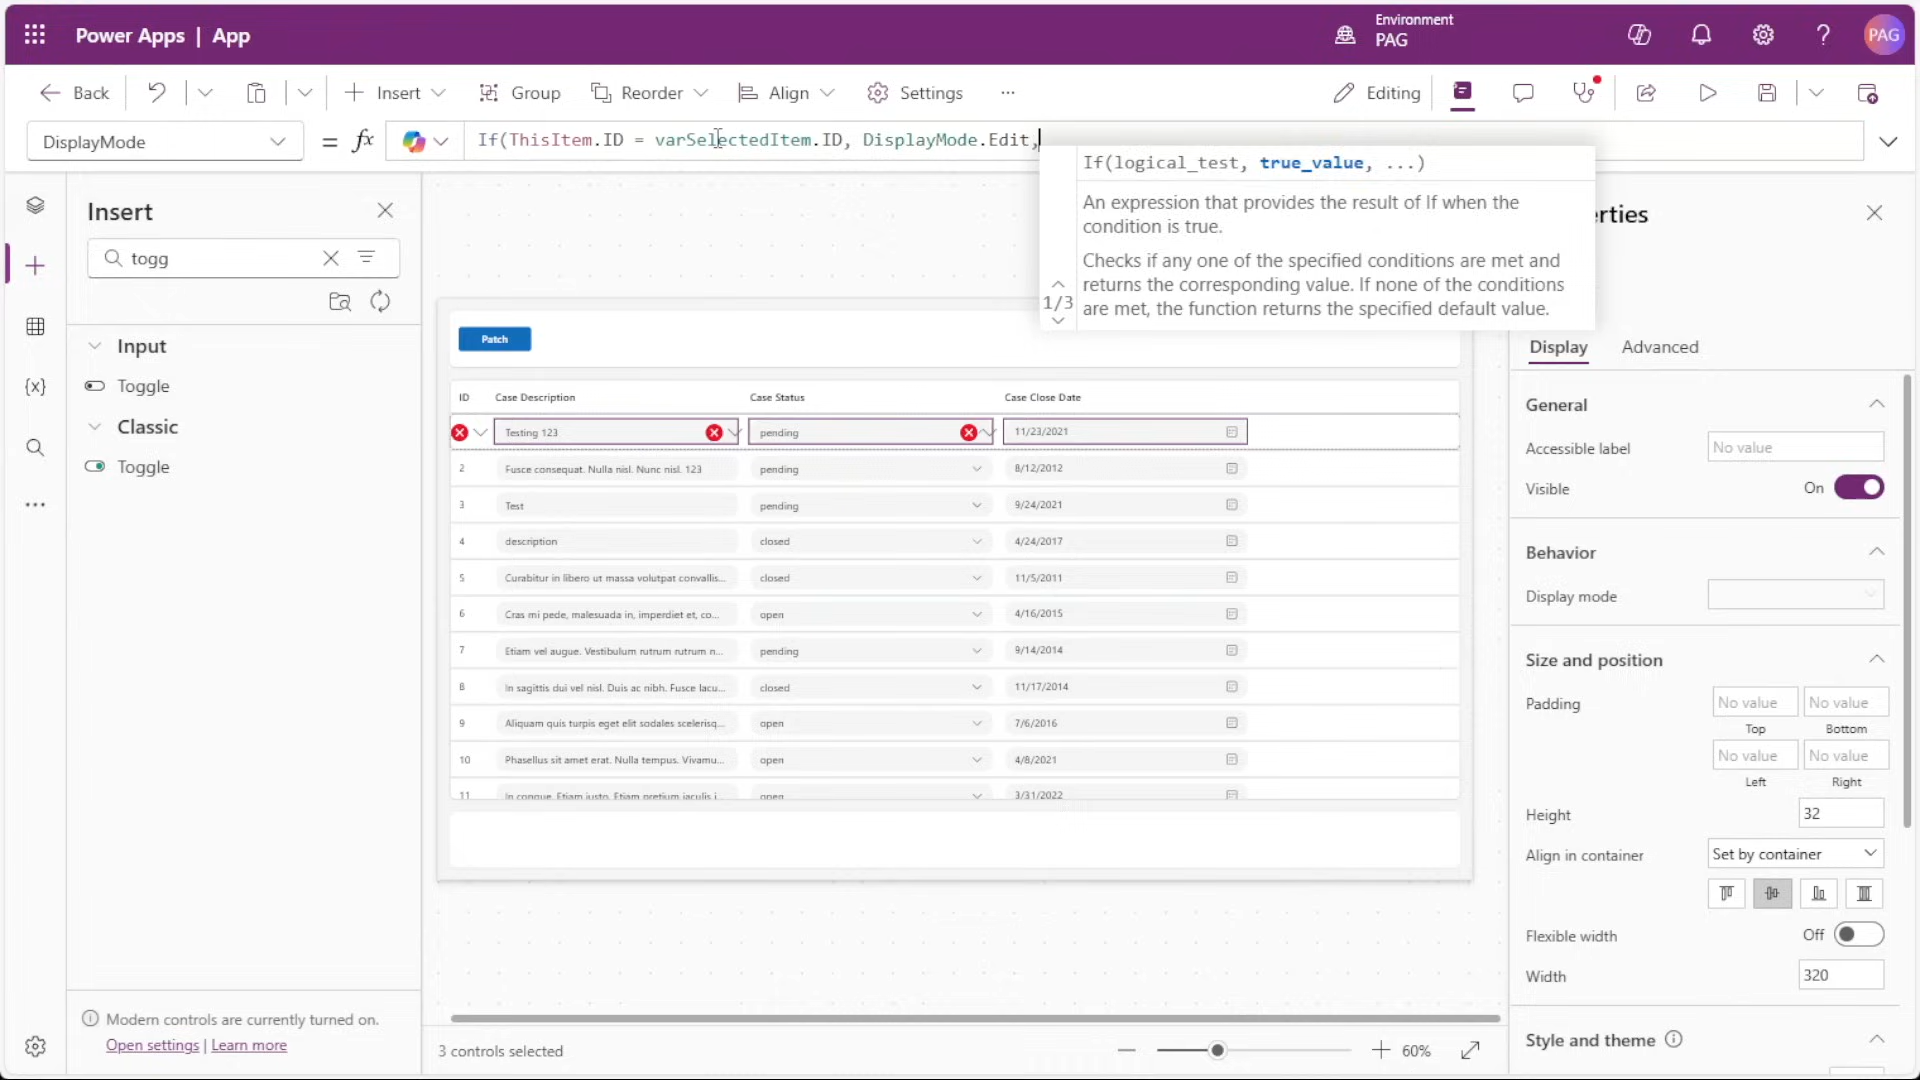 Power Apps | App
Environment
PAG
PAG
Back
Insert
Group
Reorder
Align
Settings
Editing
DisplayMode
= fx
If(ThisItem.ID = varSelectedItem.ID, DisplayMode.Edit,
If(logical_test, true_value, ...)
An expression that provides the result of If when the
condition is true.
Checks if any one of the specified conditions are met and
returns the corresponding value. If none of the conditions
are met, the function returns the specified default value.
1/3
Insert
togg
Input
Toggle
Classic
Toggle
Modern controls are currently turned on.
Open settings | Learn more
Patch
ID Case Description Case Status Case Close Date
Testing 123 pending 11/23/2021
2 Fusce consequat. Nulla nisl. Nunc nisl. 123 pending 8/12/2012
3 Test pending 9/24/2021
4 description closed 4/24/2017
5 Curabitur in libero ut massa volutpat convallis... closed 11/5/2011
6 Cras mi pede, malesuada in, imperdiet et, co... open 4/16/2015
7 Etiam vel augue. Vestibulum rutrum rutrum n... pending 9/14/2014
8 In sagittis dui vel nisl. Duis ac nibh. Fusce lacu... closed 11/17/2014
9 Aliquam quis turpis eget elit sodales scelerisq... open 7/6/2016
10 Phasellus sit amet erat. Nulla tempus. Vivamu... open 4/8/2021
11 In congue. Etiam justo. Etiam pretium iaculis i... open 3/31/2022
3 controls selected
60%
erties
Display
Advanced
General
Accessible label No value
Visible On
Behavior
Display mode
Size and position
Padding No value No value
Top Bottom
No value No value
Left Right
Height 32
Align in container Set by container
Flexible width Off
Width 320
Style and theme